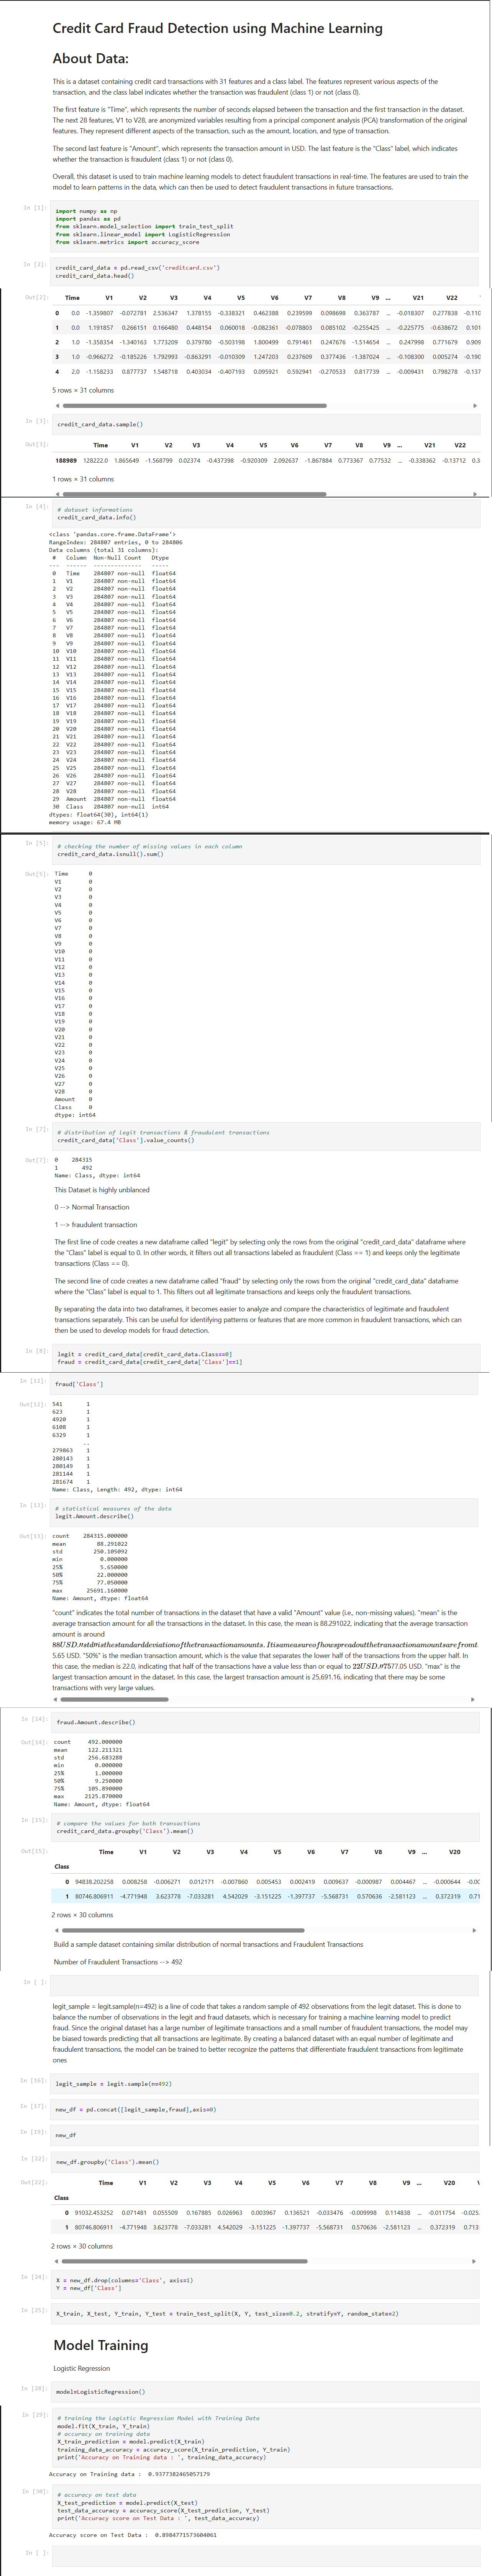 Credit Card Fraud Detection using Machine Learning
About Data:
This is a dataset containing credit card transactions with 31 features and a class label. The features represent various aspects of the
transaction, and the class label indicates whether the transaction was fraudulent (class 1) or not (class 0).
The first feature is "Time", which represents the number of seconds elapsed between the transaction and the first transaction in the dataset.
The next 28 features, V1 to V28, are anonymized variables resulting from a principal component analysis (PCA) transformation of the original
features. They represent different aspects of the transaction, such as the amount, location, and type of transaction.
The second last feature is "Amount", which represents the transaction amount in USD. The last feature is the "Class" label, which indicates
whether the transaction is fraudulent (class 1) or not (class 0).
Overall, this dataset is used to train machine learning models to detect fraudulent transactions in real-time. The features are used to train the
model to learn patterns in the data, which can then be used to detect fraudulent transactions in future transactions.
In [1]:
import numpy as np
import pandas as pd
from sklearn.model_selection import train_test_split
from sklearn.linear_model import LogisticRegression
from sklearn.metrics import accuracy_score
In [2]:
credit_card_data = pd.read_csv('creditcard.csv')
credit_card_data.head()
Out[2]:
Time V1 V2 V3 V4 V5 V6 V7 V8 V9 ... V21 V22
0 0.0 -1.359807 -0.072781 2.536347 1.378155 -0.338321 0.462388 0.239599 0.098698 0.363787 ... -0.018307 0.277838 -0.110
1 0.0 1.191857 0.266151 0.166480 0.448154 0.060018 -0.082361 -0.078803 0.085102 -0.255425 ... -0.225775 -0.638672 0.101
2 1.0 -1.358354 -1.340163 1.773209 0.379780 -0.503198 1.800499 0.791461 0.247676 -1.514654 ... 0.247998 0.771679 0.909
3 1.0 -0.966272 -0.185226 1.792993 -0.863291 -0.010309 1.247203 0.237609 0.377436 -1.387024 ... -0.108300 0.005274 -0.190
4 2.0 -1.158233 0.877737 1.548718 0.403034 -0.407193 0.095921 0.592941 -0.270533 0.817739 ... -0.009431 0.798278 -0.137
5 rows × 31 columns
In [3]:
credit_card_data.sample()
Out[3]:
Time V1 V2 V3 V4 V5 V6 V7 V8 V9 ... V21 V22
188989 128222.0 1.865649 -1.568799 0.02374 -0.437398 -0.920309 2.092637 -1.867884 0.773367 0.77532 ... -0.338362 -0.13712 0.3
1 rows × 31 columns
In [4]:
# dataset informations
credit_card_data.info()
<class 'pandas.core.frame.DataFrame'>
RangeIndex: 284807 entries, 0 to 284806
Data columns (total 31 columns):
# Column Non-Null Count Dtype
--- ------ -------------- -----
0 Time 284807 non-null float64
1 V1 284807 non-null float64
2 V2 284807 non-null float64
3 V3 284807 non-null float64
4 V4 284807 non-null float64
5 V5 284807 non-null float64
6 V6 284807 non-null float64
7 V7 284807 non-null float64
8 V8 284807 non-null float64
9 V9 284807 non-null float64
10 V10 284807 non-null float64
11 V11 284807 non-null float64
12 V12 284807 non-null float64
13 V13 284807 non-null float64
14 V14 284807 non-null float64
15 V15 284807 non-null float64
16 V16 284807 non-null float64
17 V17 284807 non-null float64
18 V18 284807 non-null float64
19 V19 284807 non-null float64
20 V20 284807 non-null float64
21 V21 284807 non-null float64
22 V22 284807 non-null float64
23 V23 284807 non-null float64
24 V24 284807 non-null float64
25 V25 284807 non-null float64
26 V26 284807 non-null float64
27 V27 284807 non-null float64
28 V28 284807 non-null float64
29 Amount 284807 non-null float64
30 Class 284807 non-null int64
dtypes: float64(30), int64(1)
memory usage: 67.4 MB
In [5]:
# checking the number of missing values in each column
credit_card_data.isnull().sum()
Out[5]:
Time 0
V1 0
V2 0
V3 0
V4 0
V5 0
V6 0
V7 0
V8 0
V9 0
V10 0
V11 0
V12 0
V13 0
V14 0
V15 0
V16 0
V17 0
V18 0
V19 0
V20 0
V21 0
V22 0
V23 0
V24 0
V25 0
V26 0
V27 0
V28 0
Amount 0
Class 0
dtype: int64
In [7]:
# distribution of legit transactions & fraudulent transactions
credit_card_data['Class'].value_counts()
Out[7]:
0 284315
1 492
Name: Class, dtype: int64
This Dataset is highly unblanced
0 --> Normal Transaction
1 --> fraudulent transaction
The first line of code creates a new dataframe called "legit" by selecting only the rows from the original "credit_card_data" dataframe where
the "Class" label is equal to 0. In other words, it filters out all transactions labeled as fraudulent (Class == 1) and keeps only the legitimate
transactions (Class == 0).
The second line of code creates a new dataframe called "fraud" by selecting only the rows from the original "credit_card_data" dataframe
where the "Class" label is equal to 1. This filters out all legitimate transactions and keeps only the fraudulent transactions.
By separating the data into two dataframes, it becomes easier to analyze and compare the characteristics of legitimate and fraudulent
transactions separately. This can be useful for identifying patterns or features that are more common in fraudulent transactions, which can
then be used to develop models for fraud detection.
In [8]:
legit = credit_card_data[credit_card_data.Class==0]
fraud = credit_card_data[credit_card_data['Class']==1]
In [12]:
fraud['Class']
Out[12]:
541 1
623 1
4920 1
6108 1
6329 1
..
279863 1
280143 1
280149 1
281144 1
281674 1
Name: Class, Length: 492, dtype: int64
In [13]:
# statistical measures of the data
legit.Amount.describe()
Out[13]:
count 284315.000000
mean 88.291022
std 250.105092
min 0.000000
25% 5.650000
50% 22.000000
75% 77.050000
max 25691.160000
Name: Amount, dtype: float64
"count" indicates the total number of transactions in the dataset that have a valid "Amount" value (i.e., non-missing values). "mean" is the
average transaction amount for all the transactions in the dataset. In this case, the mean is 88.291022, indicating that the average transaction
amount is around
88USD."std"isthestandarddeviationofthetransactionamounts.Itisameasureofhowspreadoutthetransactionamountsarefromt
5.65 USD. "50%" is the median transaction amount, which is the value that separates the lower half of the transactions from the upper half. In
this case, the median is 22.0, indicating that half of the transactions have a value less than or equal to 22USD."7577.05 USD. "max" is the
largest transaction amount in the dataset. In this case, the largest transaction amount is 25,691.16, indicating that there may be some
transactions with very large values.
In [14]:
fraud.Amount.describe()
Out[14]:
count 492.000000
mean 122.211321
std 256.683288
min 0.000000
25% 1.000000
50% 9.250000
75% 105.890000
max 2125.870000
Name: Amount, dtype: float64
In [15]:
# compare the values for both transactions
credit_card_data.groupby('Class').mean()
Out[15]:
Time V1 V2 V3 V4 V5 V6 V7 V8 V9 ... V20
Class
0 94838.202258 0.008258 -0.006271 0.012171 -0.007860 0.005453 0.002419 0.009637 -0.000987 0.004467 ... -0.000644 -0.00
1 80746.806911 -4.771948 3.623778 -7.033281 4.542029 -3.151225 -1.397737 -5.568731 0.570636 -2.581123 ... 0.372319 0.71
2 rows × 30 columns
Build a sample dataset containing similar distribution of normal transactions and Fraudulent Transactions
Number of Fraudulent Transactions --> 492
In [ ]:
legit_sample = legit.sample(n=492) is a line of code that takes a random sample of 492 observations from the legit dataset. This is done to
balance the number of observations in the legit and fraud datasets, which is necessary for training a machine learning model to predict
fraud. Since the original dataset has a large number of legitimate transactions and a small number of fraudulent transactions, the model may
be biased towards predicting that all transactions are legitimate. By creating a balanced dataset with an equal number of legitimate and
fraudulent transactions, the model can be trained to better recognize the patterns that differentiate fraudulent transactions from legitimate
ones
In [16]:
legit_sample = legit.sample(n=492)
In [17]:
new_df = pd.concat([legit_sample,fraud],axis=0)
In [19]:
new_df
In [22]:
new_df.groupby('Class').mean()
Out[22]:
Time V1 V2 V3 V4 V5 V6 V7 V8 V9 ... V20 V
Class
0 91032.453252 0.071481 0.055509 0.167885 0.026963 0.003967 0.136521 -0.033476 -0.009998 0.114838 ... -0.011754 -0.025
1 80746.806911 -4.771948 3.623778 -7.033281 4.542029 -3.151225 -1.397737 -5.568731 0.570636 -2.581123 ... 0.372319 0.713
2 rows × 30 columns
In [24]:
X = new_df.drop(columns='Class', axis=1)
Y = new_df['Class']
In [25]:
X_train, X_test, Y_train, Y_test = train_test_split(X, Y, test_size=0.2, stratify=Y, random_state=2)
Model Training
Logistic Regression
In [28]:
model=LogisticRegression()
In [29]:
# training the Logistic Regression Model with Training Data
model.fit(X_train, Y_train)
# accuracy on training data
X_train_prediction = model.predict(X_train)
training_data_accuracy = accuracy_score(X_train_prediction, Y_train)
print('Accuracy on Training data : ', training_data_accuracy)
Accuracy on Training data : 0.9377382465057179
In [30]:
# accuracy on test data
X_test_prediction = model.predict(X_test)
test_data_accuracy = accuracy_score(X_test_prediction, Y_test)
print('Accuracy score on Test Data : ', test_data_accuracy)
Accuracy score on Test Data : 0.8984771573604061
In [ ]: